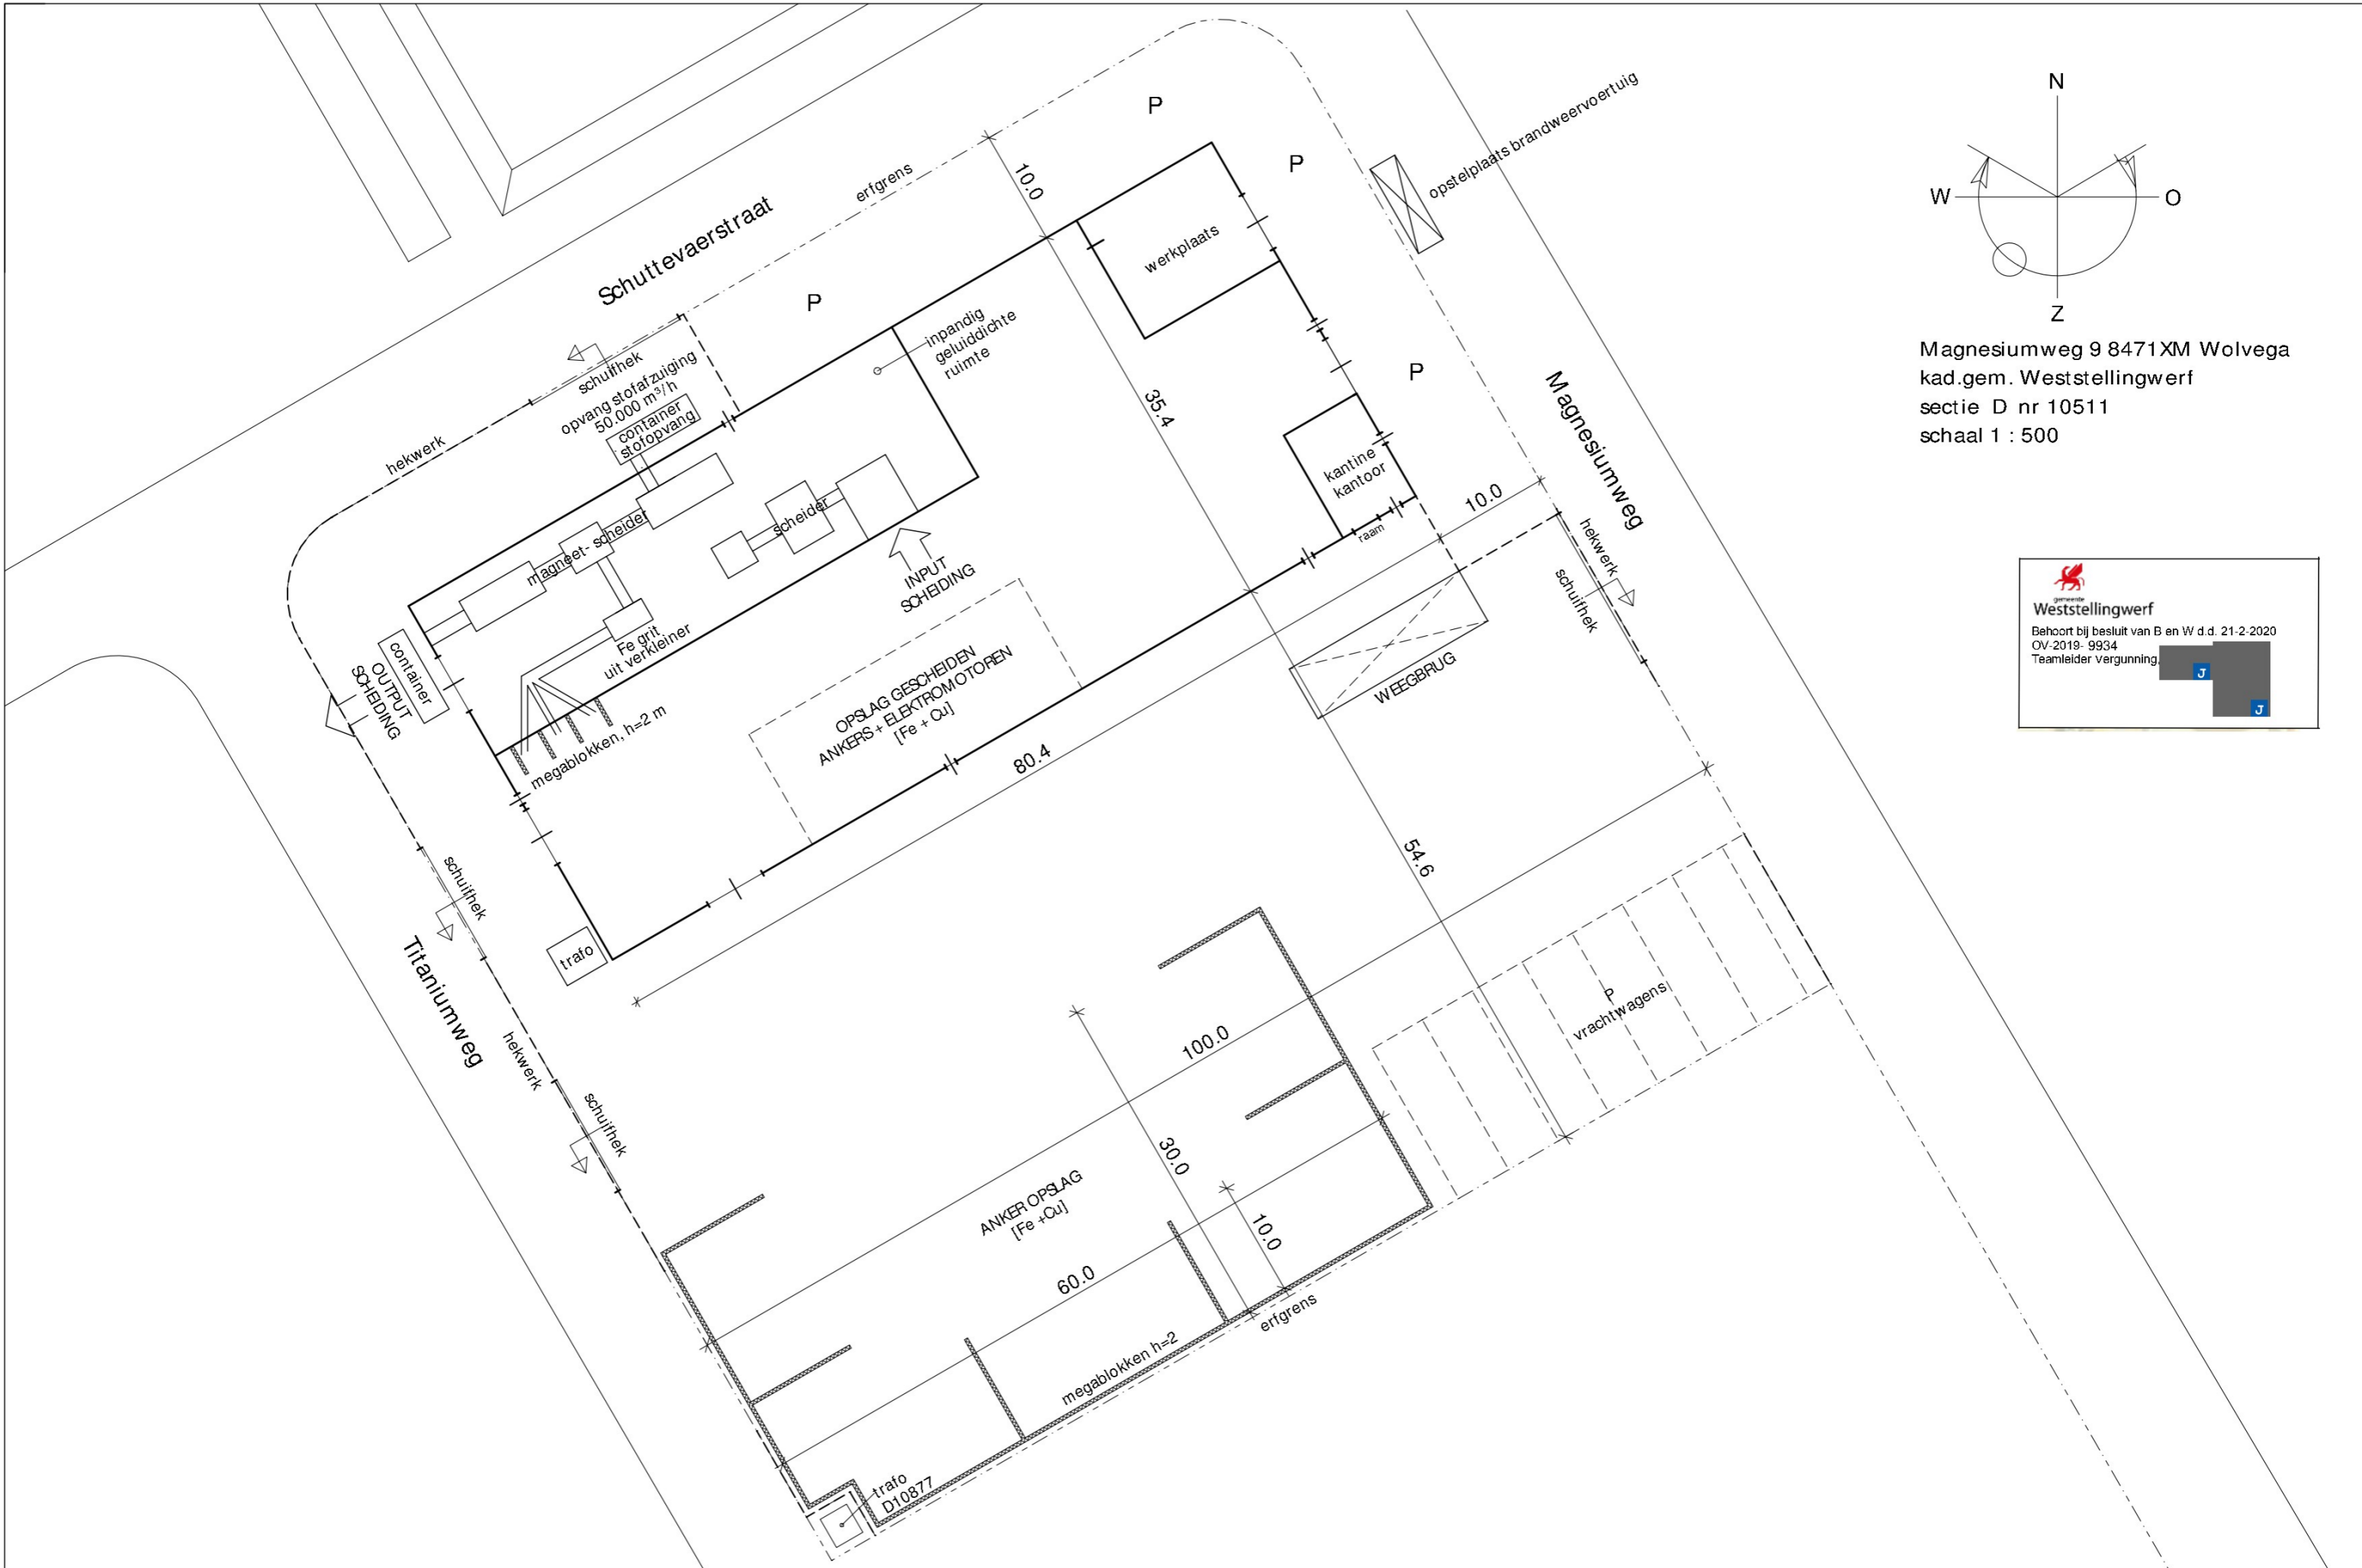 N
W
O
Z
Magnesiumweg 9 8471XM Wolvega
kad.gem. Weststellingwerf
sectie D nr 10511
schaal 1 : 500
gemeente
Weststellingwerf
Behoort bij besluit van B en W d.d. 21-2-2020
OV-2019- 9934
Teamleider Vergunning,
J
J
P
P
P
P
opstelplaats brandweervoertuig
erfgrens
10.0
Schuttevaerstraat
werkplaats
inpandig
geluiddichte
ruimte
schuifhek
opvang stofafzuiging
50.000 m³/h
container
stofopvang
hekwerk
35.4
Magnesiumweg
kantine
kantoor
raam
10.0
hekwerk
schuifhek
magneet- scheider
scheider
INPUT
SCHEIDING
Fe grit
uit verkleiner
container
OUTPUT
SCHEIDING
megablokken, h=2 m
OPSLAG GESCHEIDEN
ANKERS + ELEKTROMOTOREN
[Fe + Cu]
WEEGBRUG
80.4
54.6
schuifhek
trafo
Titaniumweg
hekwerk
schuifhek
P
vrachtwagens
100.0
30.0
ANKER OPSLAG
[Fe +Cu]
10.0
60.0
erfgrens
megablokken h=2
trafo
D10877